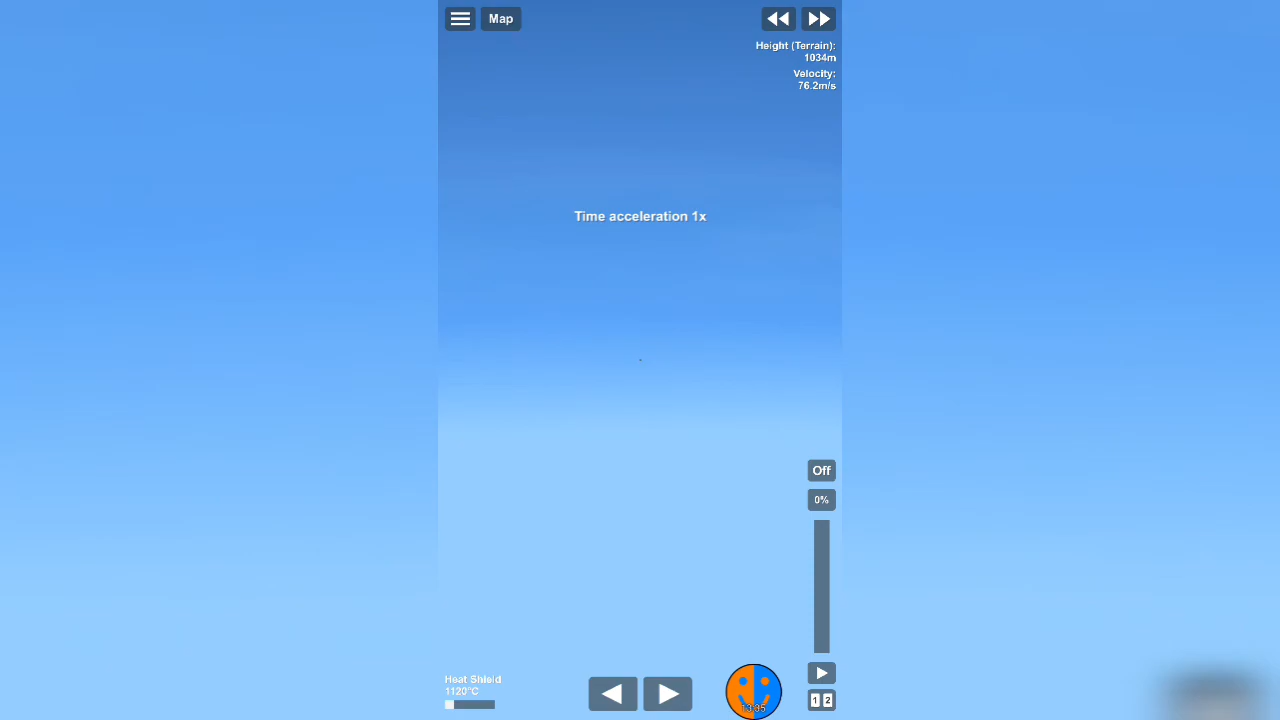 Map
Height (Terrain):
1034m
Velocity:
76.2m/s
Time acceleration 1x
Off
0%
Heat Shield
1120°C
1 2